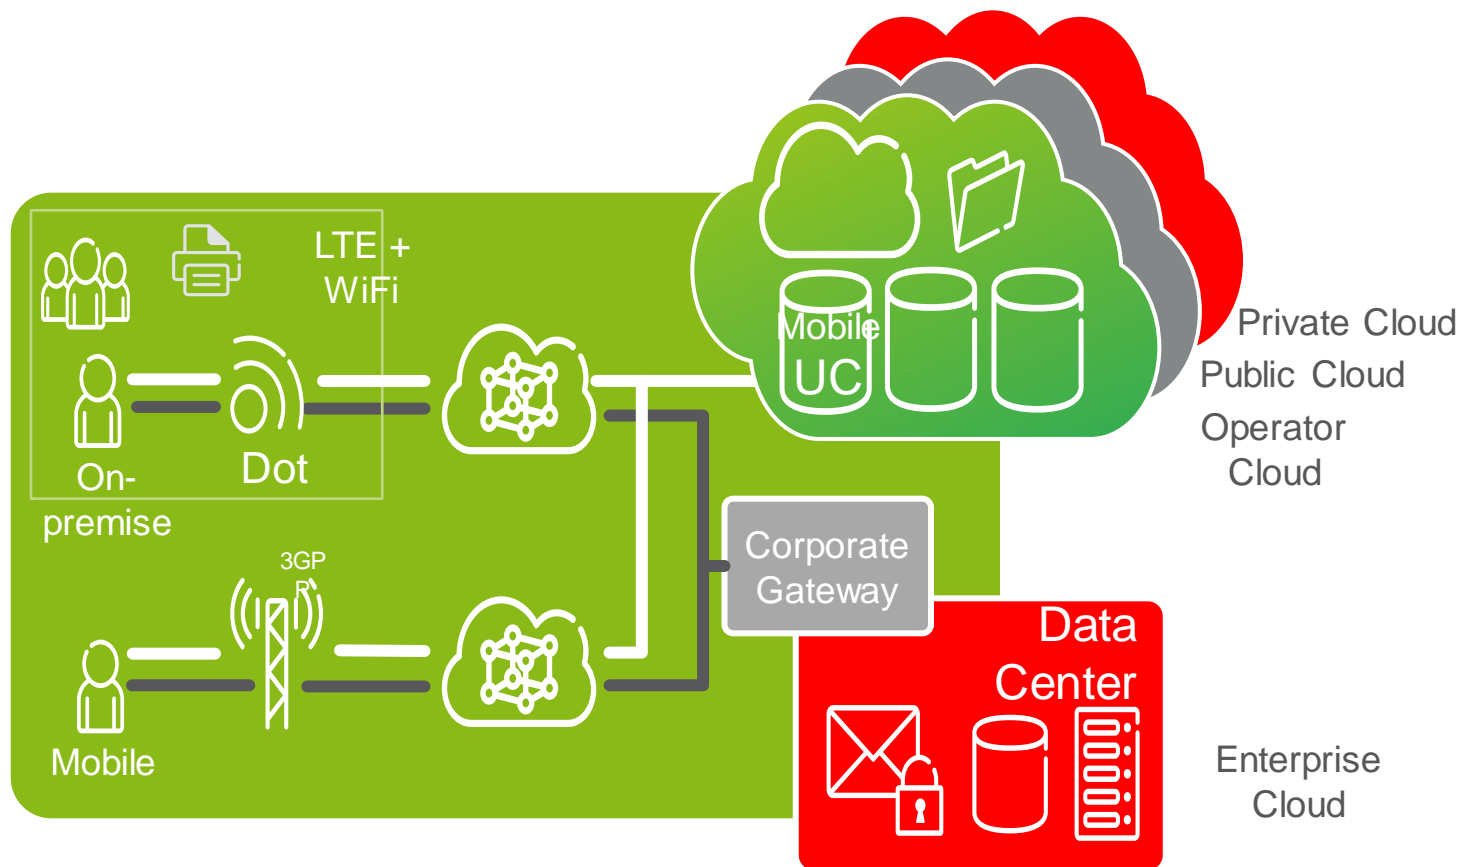 LTE +
WiFi
Mobile
UC
Private Cloud
Public Cloud
Operator
Cloud
On-
premise
Dot
3GP
P
Corporate
Gateway
Mobile
Data
Center
Enterprise
Cloud